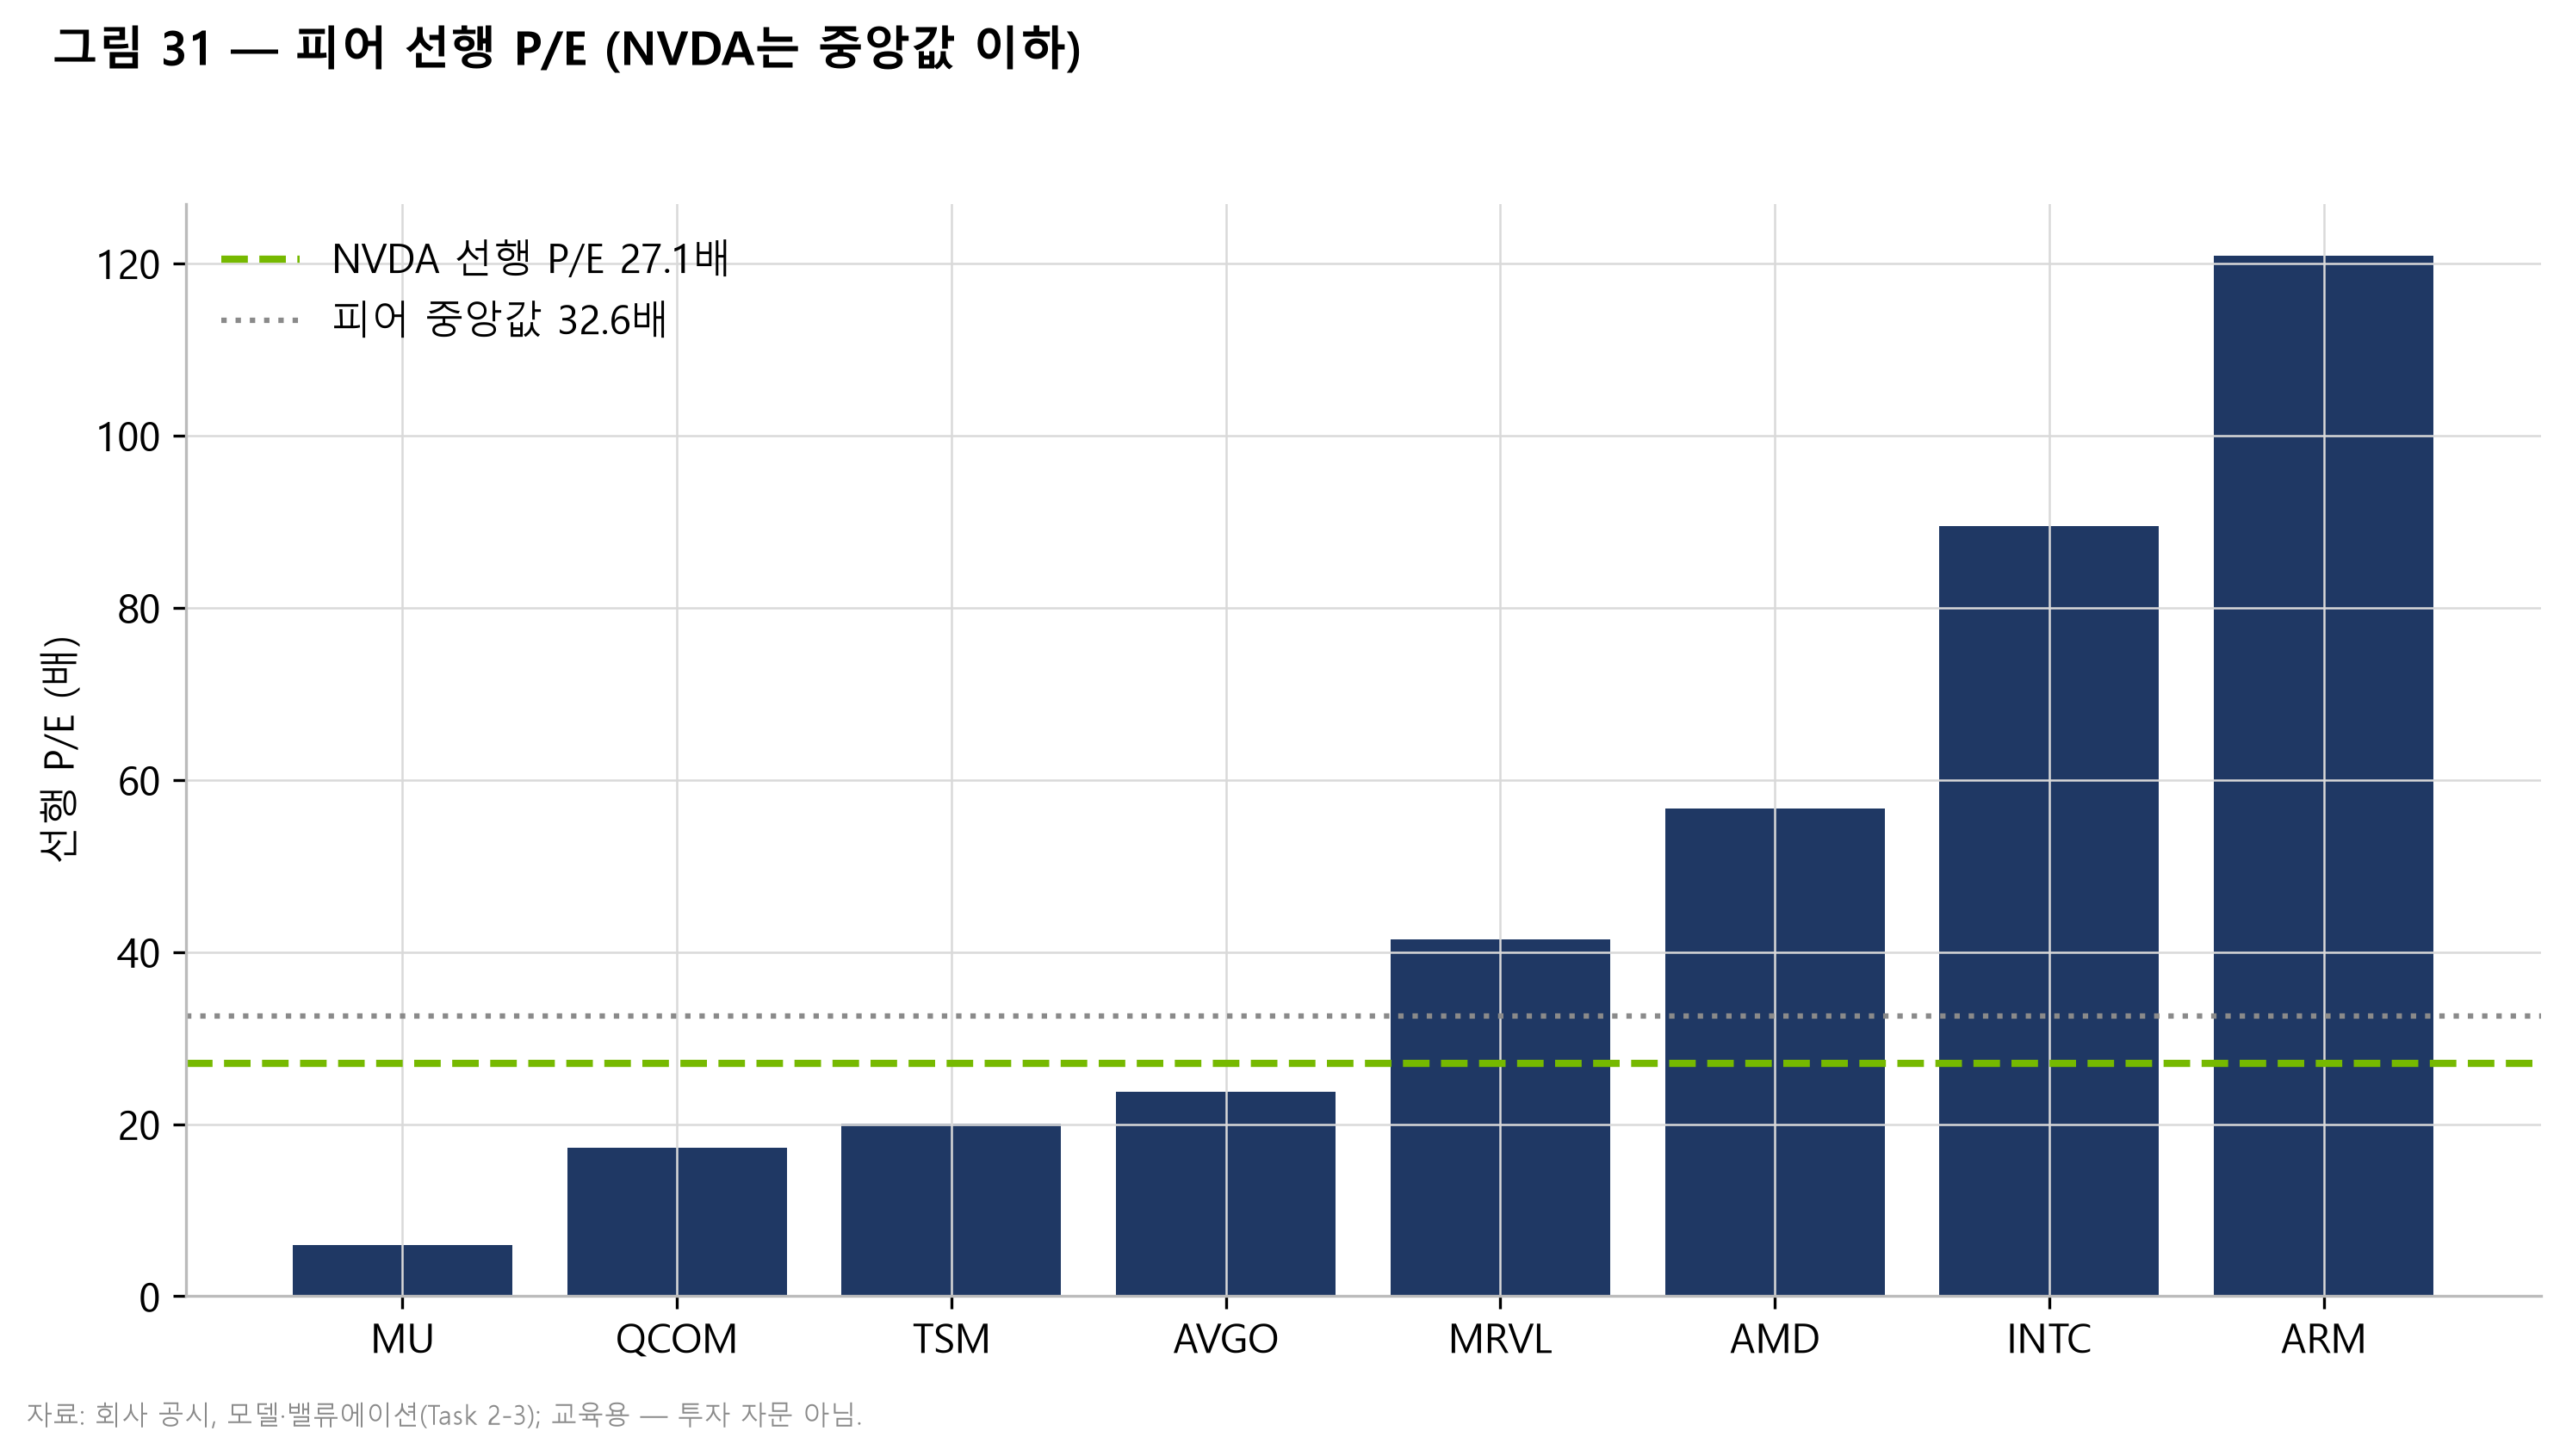 그림 31 — 피어 선행 P/E (NVDA는 중앙값 이하)
NVDA 선행 P/E 27.1배
피어 중앙값 32.6배
선행 P/E (배)
120
100
80
60
40
20
0
MU QCOM TSM AVGO MRVL AMD INTC ARM
자료: 회사 공시, 모델·밸류에이션(Task 2-3); 교육용 — 투자 자문 아님.